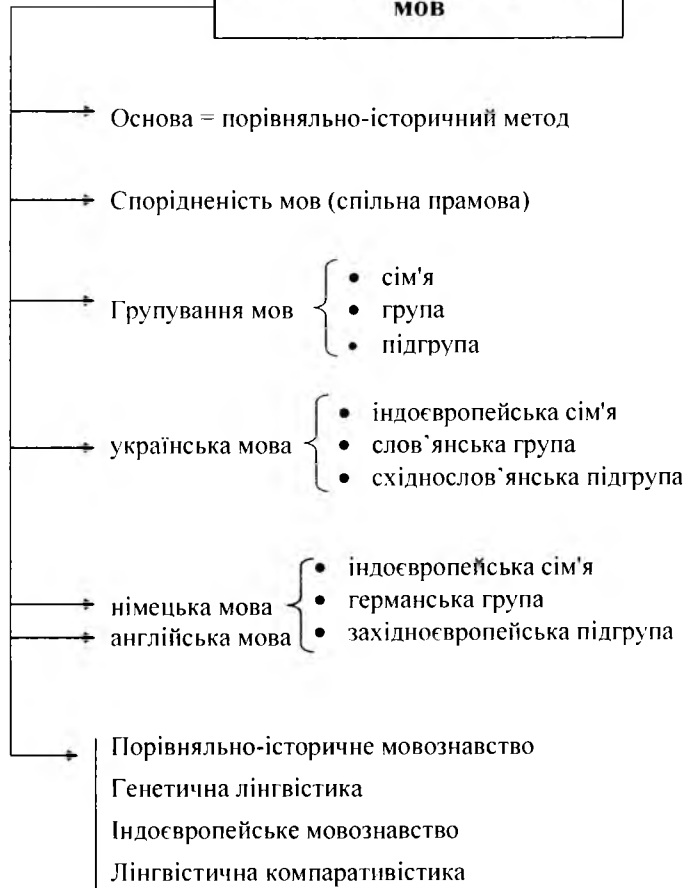 МОВ
Основа = порівняльно-історичний метод
Спорідненість мов (спільна прамова)
Групування мов
• сім'я
• група
• підгрупа
українська мова
• індоєвропейська сім'я
• слов`янська група
• східнослов`янська підгрупа
німецька мова
англійська мова
• індоєвропейська сім'я
• германська група
• західноєвропейська підгрупа
Порівняльно-історичне мовознавство
Генетична лінгвістика
Індоєвропейське мовознавство
Лінгвістична компаративістика